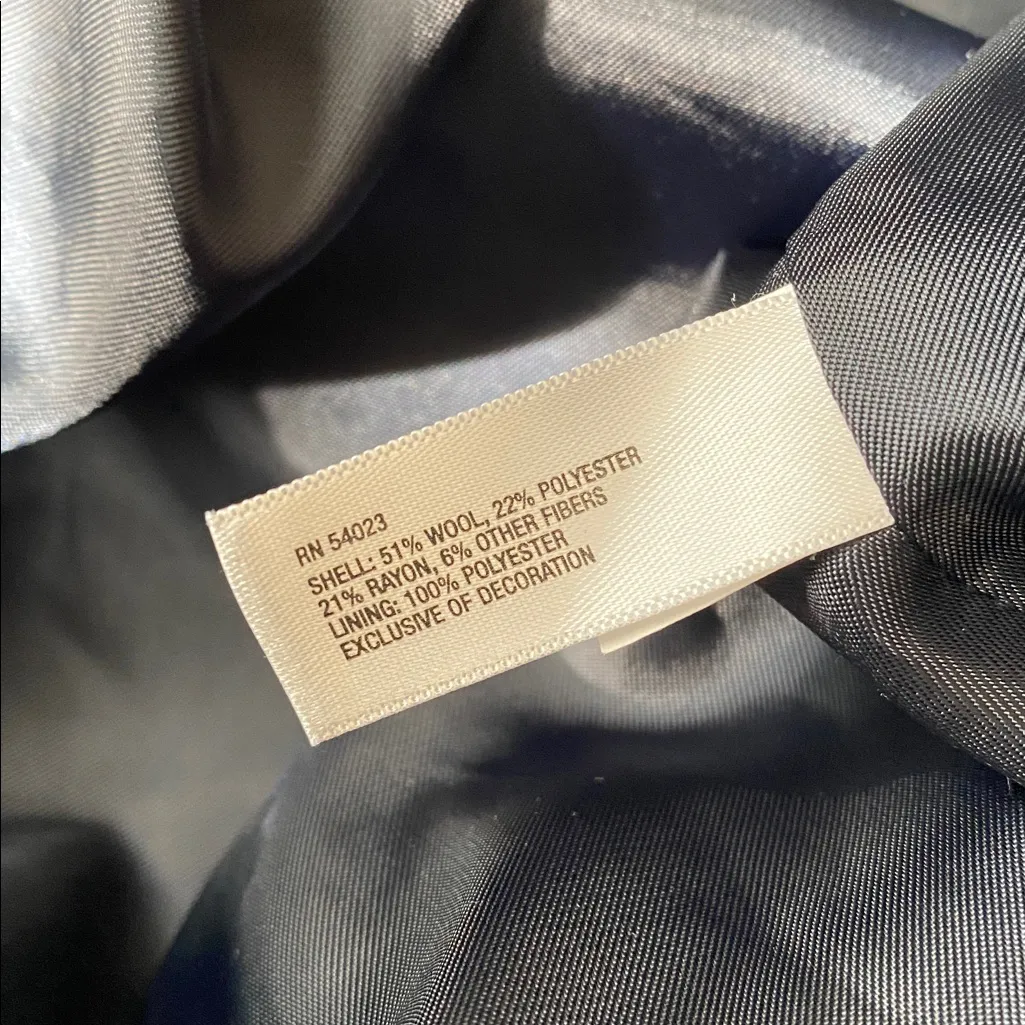 RN 54023
SHELL: 51% WOOL, 22% POLYESTER
21% RAYON, 6% OTHER FIBERS
LINING: 100% POLYESTER
EXCLUSIVE OF DECORATION